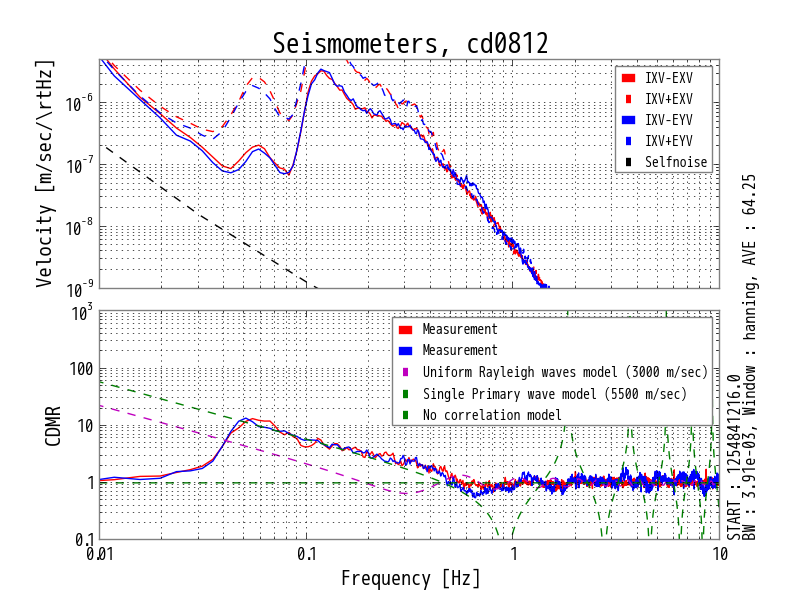 Seismometers, cd0812
Velocity [m/sec/\rtHz]
10^-6
10^-7
10^-8
10^-9
IXV-EXV
IXV+EXV
IXV-EYV
IXV+EYV
Selfnoise
CDMR
10^3
100
10
1
0.1
Measurement
Measurement
Uniform Rayleigh waves model (3000 m/sec)
Single Primary wave model (5500 m/sec)
No correlation model
0.01
0.1
1
10
Frequency [Hz]
START : 1254841216.0
BW : 3.91e-03, Window : hanning, AVE : 64.25